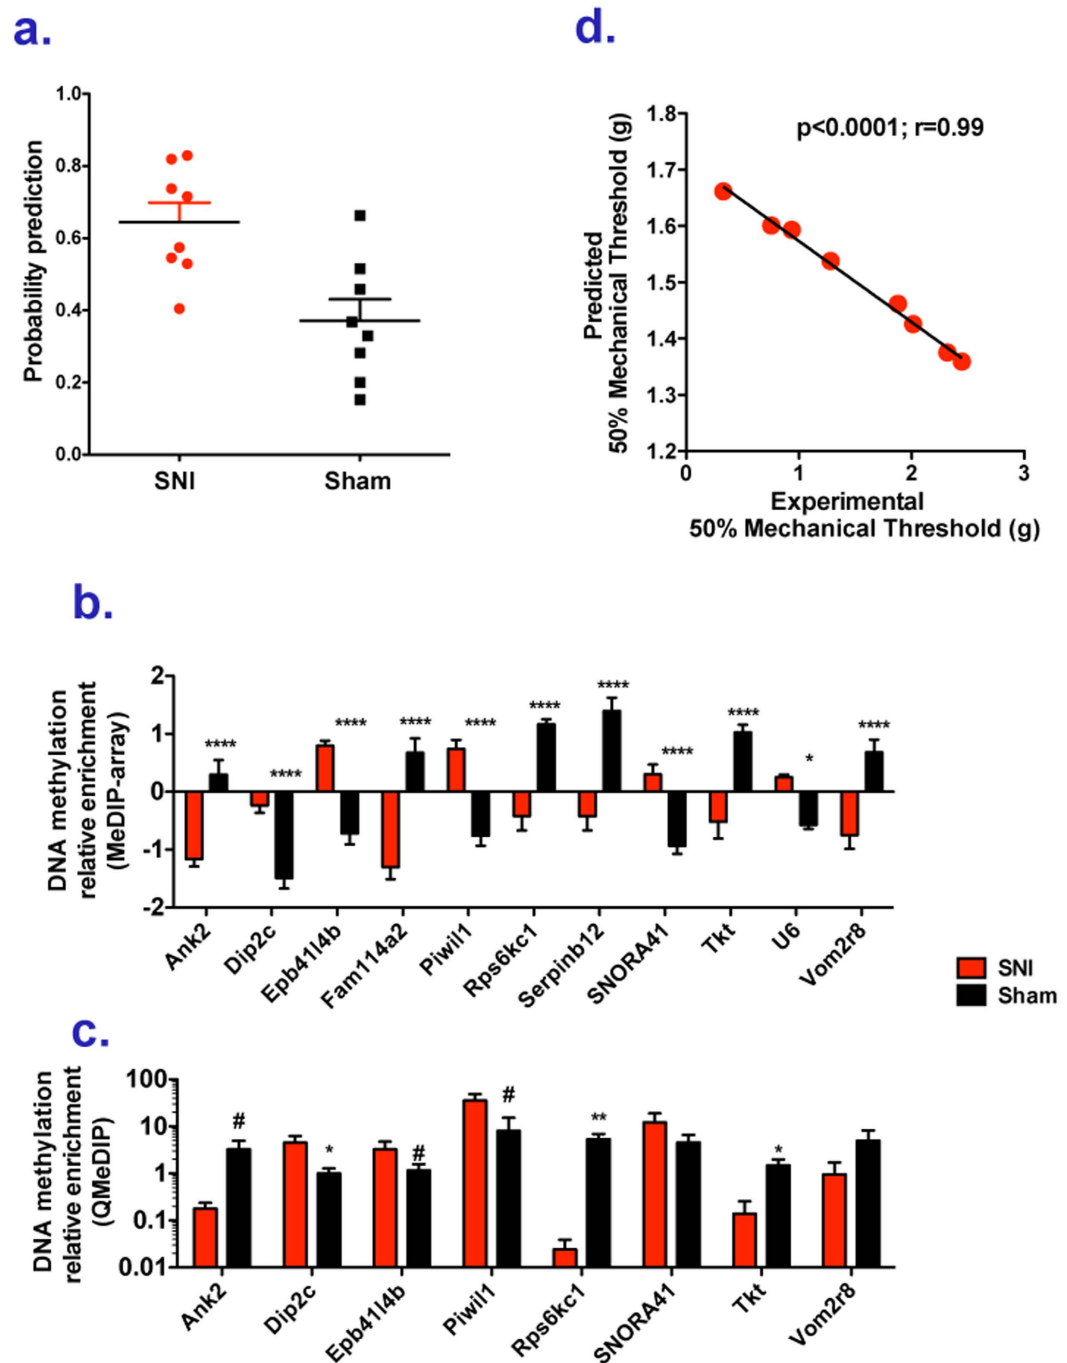 a.
1.0
0.8
0.6
0.4
0.2
0.0
Probability prediction
SNI
Sham
d.
p<0.0001; r=0.99
1.8
1.7
1.6
1.5
1.4
1.3
1.2
Predicted
50% Mechanical Threshold (g)
0
1
2
3
Experimental
50% Mechanical Threshold (g)
b.
DNA methylation
relative enrichment
(MeDIP-array)
2
1
0
-1
-2
****
****
****
****
****
****
****
****
****
*
****
Ank2
Dip2c
Epb41l4b
Fam114a2
Piwil1
Rps6kc1
Serpinb12
SNORA41
Tkt
U6
Vom2r8
SNI
Sham
c.
DNA methylation
relative enrichment
(QMeDIP)
100
10
1
0.1
0.01
#
*
#
#
**
*
Ank2
Dip2c
Epb41l4b
Piwil1
Rps6kc1
SNORA41
Tkt
Vom2r8